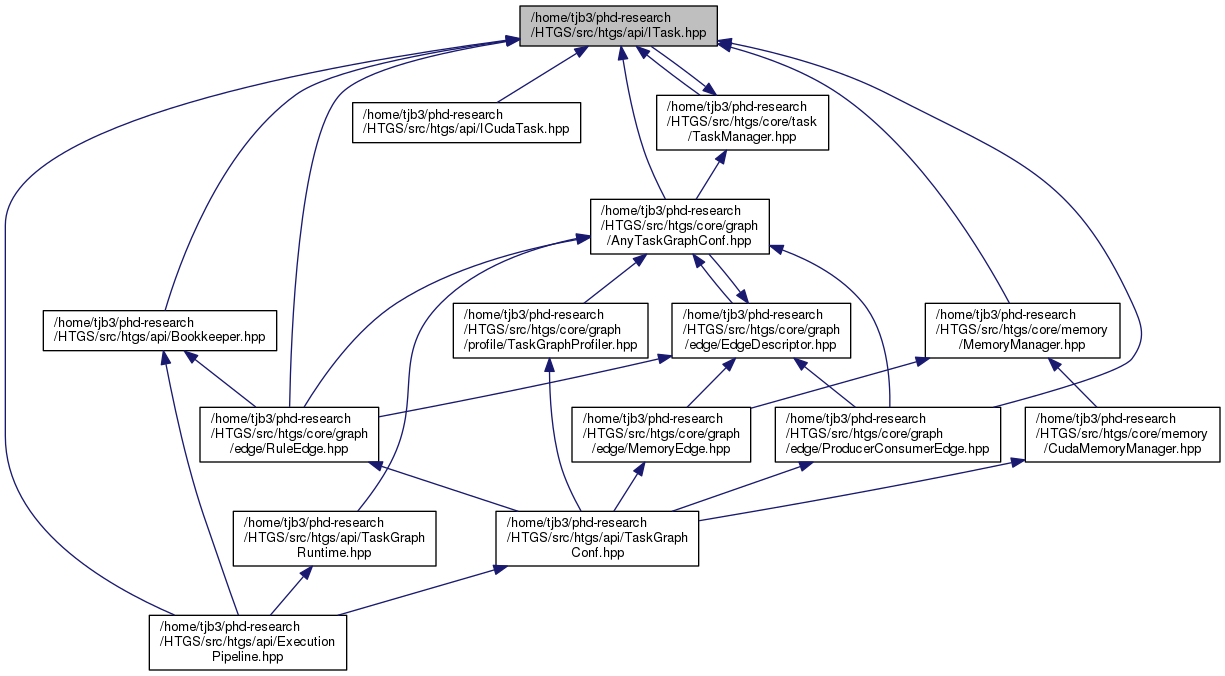 /home/tjb3/phd-research
/HTGS/src/htgs/api/ITask.hpp
/home/tjb3/phd-research
/HTGS/src/htgs/api/ICudaTask.hpp
/home/tjb3/phd-research
/HTGS/src/htgs/core/task
/TaskManager.hpp
/home/tjb3/phd-research
/HTGS/src/htgs/core/graph
/AnyTaskGraphConf.hpp
/home/tjb3/phd-research
/HTGS/src/htgs/api/Bookkeeper.hpp
/home/tjb3/phd-research
/HTGS/src/htgs/core/graph
/profile/TaskGraphProfiler.hpp
/home/tjb3/phd-research
/HTGS/src/htgs/core/graph
/edge/EdgeDescriptor.hpp
/home/tjb3/phd-research
/HTGS/src/htgs/core/memory
/MemoryManager.hpp
/home/tjb3/phd-research
/HTGS/src/htgs/core/graph
/edge/RuleEdge.hpp
/home/tjb3/phd-research
/HTGS/src/htgs/core/graph
/edge/MemoryEdge.hpp
/home/tjb3/phd-research
/HTGS/src/htgs/core/graph
/edge/ProducerConsumerEdge.hpp
/home/tjb3/phd-research
/HTGS/src/htgs/core/memory
/CudaMemoryManager.hpp
/home/tjb3/phd-research
/HTGS/src/htgs/api/TaskGraph
Runtime.hpp
/home/tjb3/phd-research
/HTGS/src/htgs/api/TaskGraph
Conf.hpp
/home/tjb3/phd-research
/HTGS/src/htgs/api/Execution
Pipeline.hpp